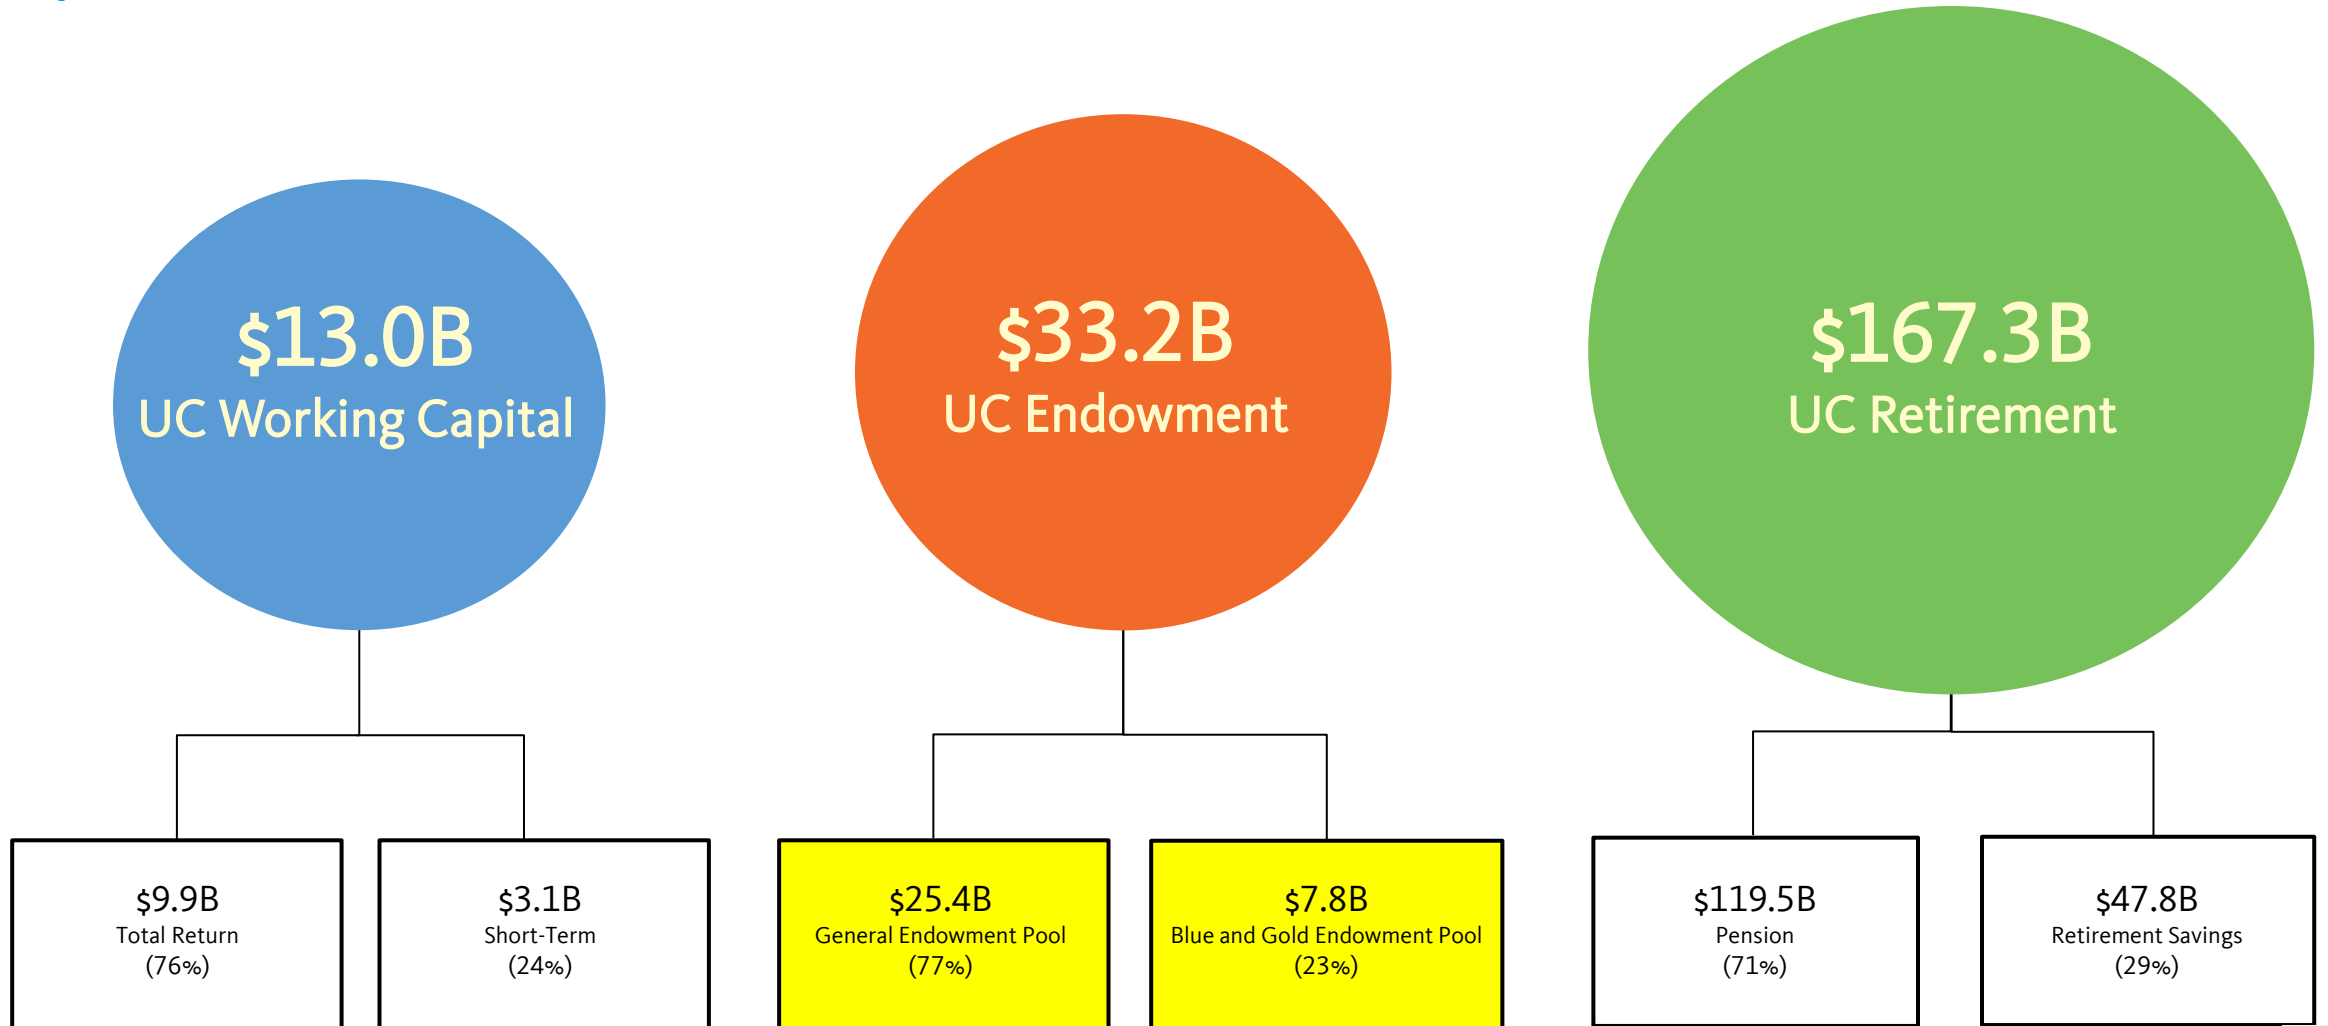 $13.0B
UC Working Capital
$33.2B
UC Endowment
$167.3B
UC Retirement
$9.9B
Total Return
(76%)
$3.1B
Short-Term
(24%)
$25.4B
General Endowment Pool
(77%)
$7.8B
Blue and Gold Endowment Pool
(23%)
$119.5B
Pension
(71%)
$47.8B
Retirement Savings
(29%)